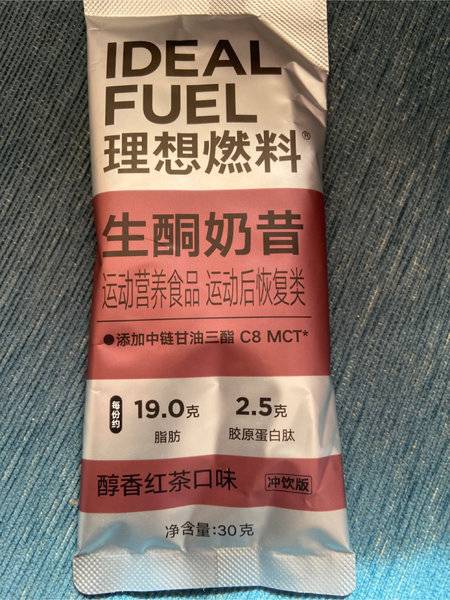 IDEAL
FUEL
理想燃料®
生酮奶昔
运动营养食品 运动后恢复类
●添加中链甘油三酯 C8 MCT*
每份约 19.0克 2.5克
脂肪 胶原蛋白肽
醇香红茶口味 冲饮版
净含量:30克